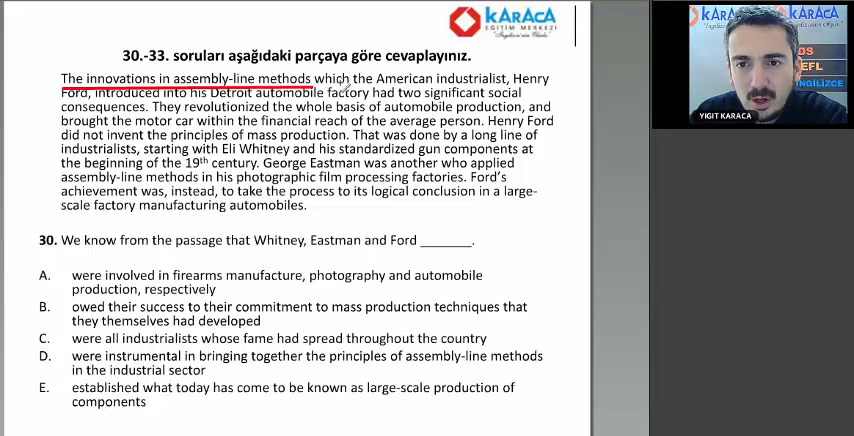 KARACA
EĞİTİM MERKEZİ
30.-33. soruları aşağıdaki parçaya göre cevaplayınız.
The innovations in assembly-line methods which the American industrialist, Henry
Ford, introduced into his Detroit automobile factory had two significant social
consequences. They revolutionized the whole basis of automobile production, and
brought the motor car within the financial reach of the average person. Henry Ford
did not invent the principles of mass production. That was done by a long line of
industrialists, starting with Eli Whitney and his standardized gun components at
the beginning of the 19th century. George Eastman was another who applied
assembly-line methods in his photographic film processing factories. Ford's
achievement was, instead, to take the process to its logical conclusion in a large-
scale factory manufacturing automobiles.
30. We know from the passage that Whitney, Eastman and Ford _______.
A. were involved in firearms manufacture, photography and automobile
production, respectively
B. owed their success to their commitment to mass production techniques that
they themselves had developed
C. were all industrialists whose fame had spread throughout the country
D. were instrumental in bringing together the principles of assembly-line methods
in the industrial sector
E. established what today has come to be known as large-scale production of
components
KARACA
DS
EFL
NGİLİZCE
YIGIT KARACA